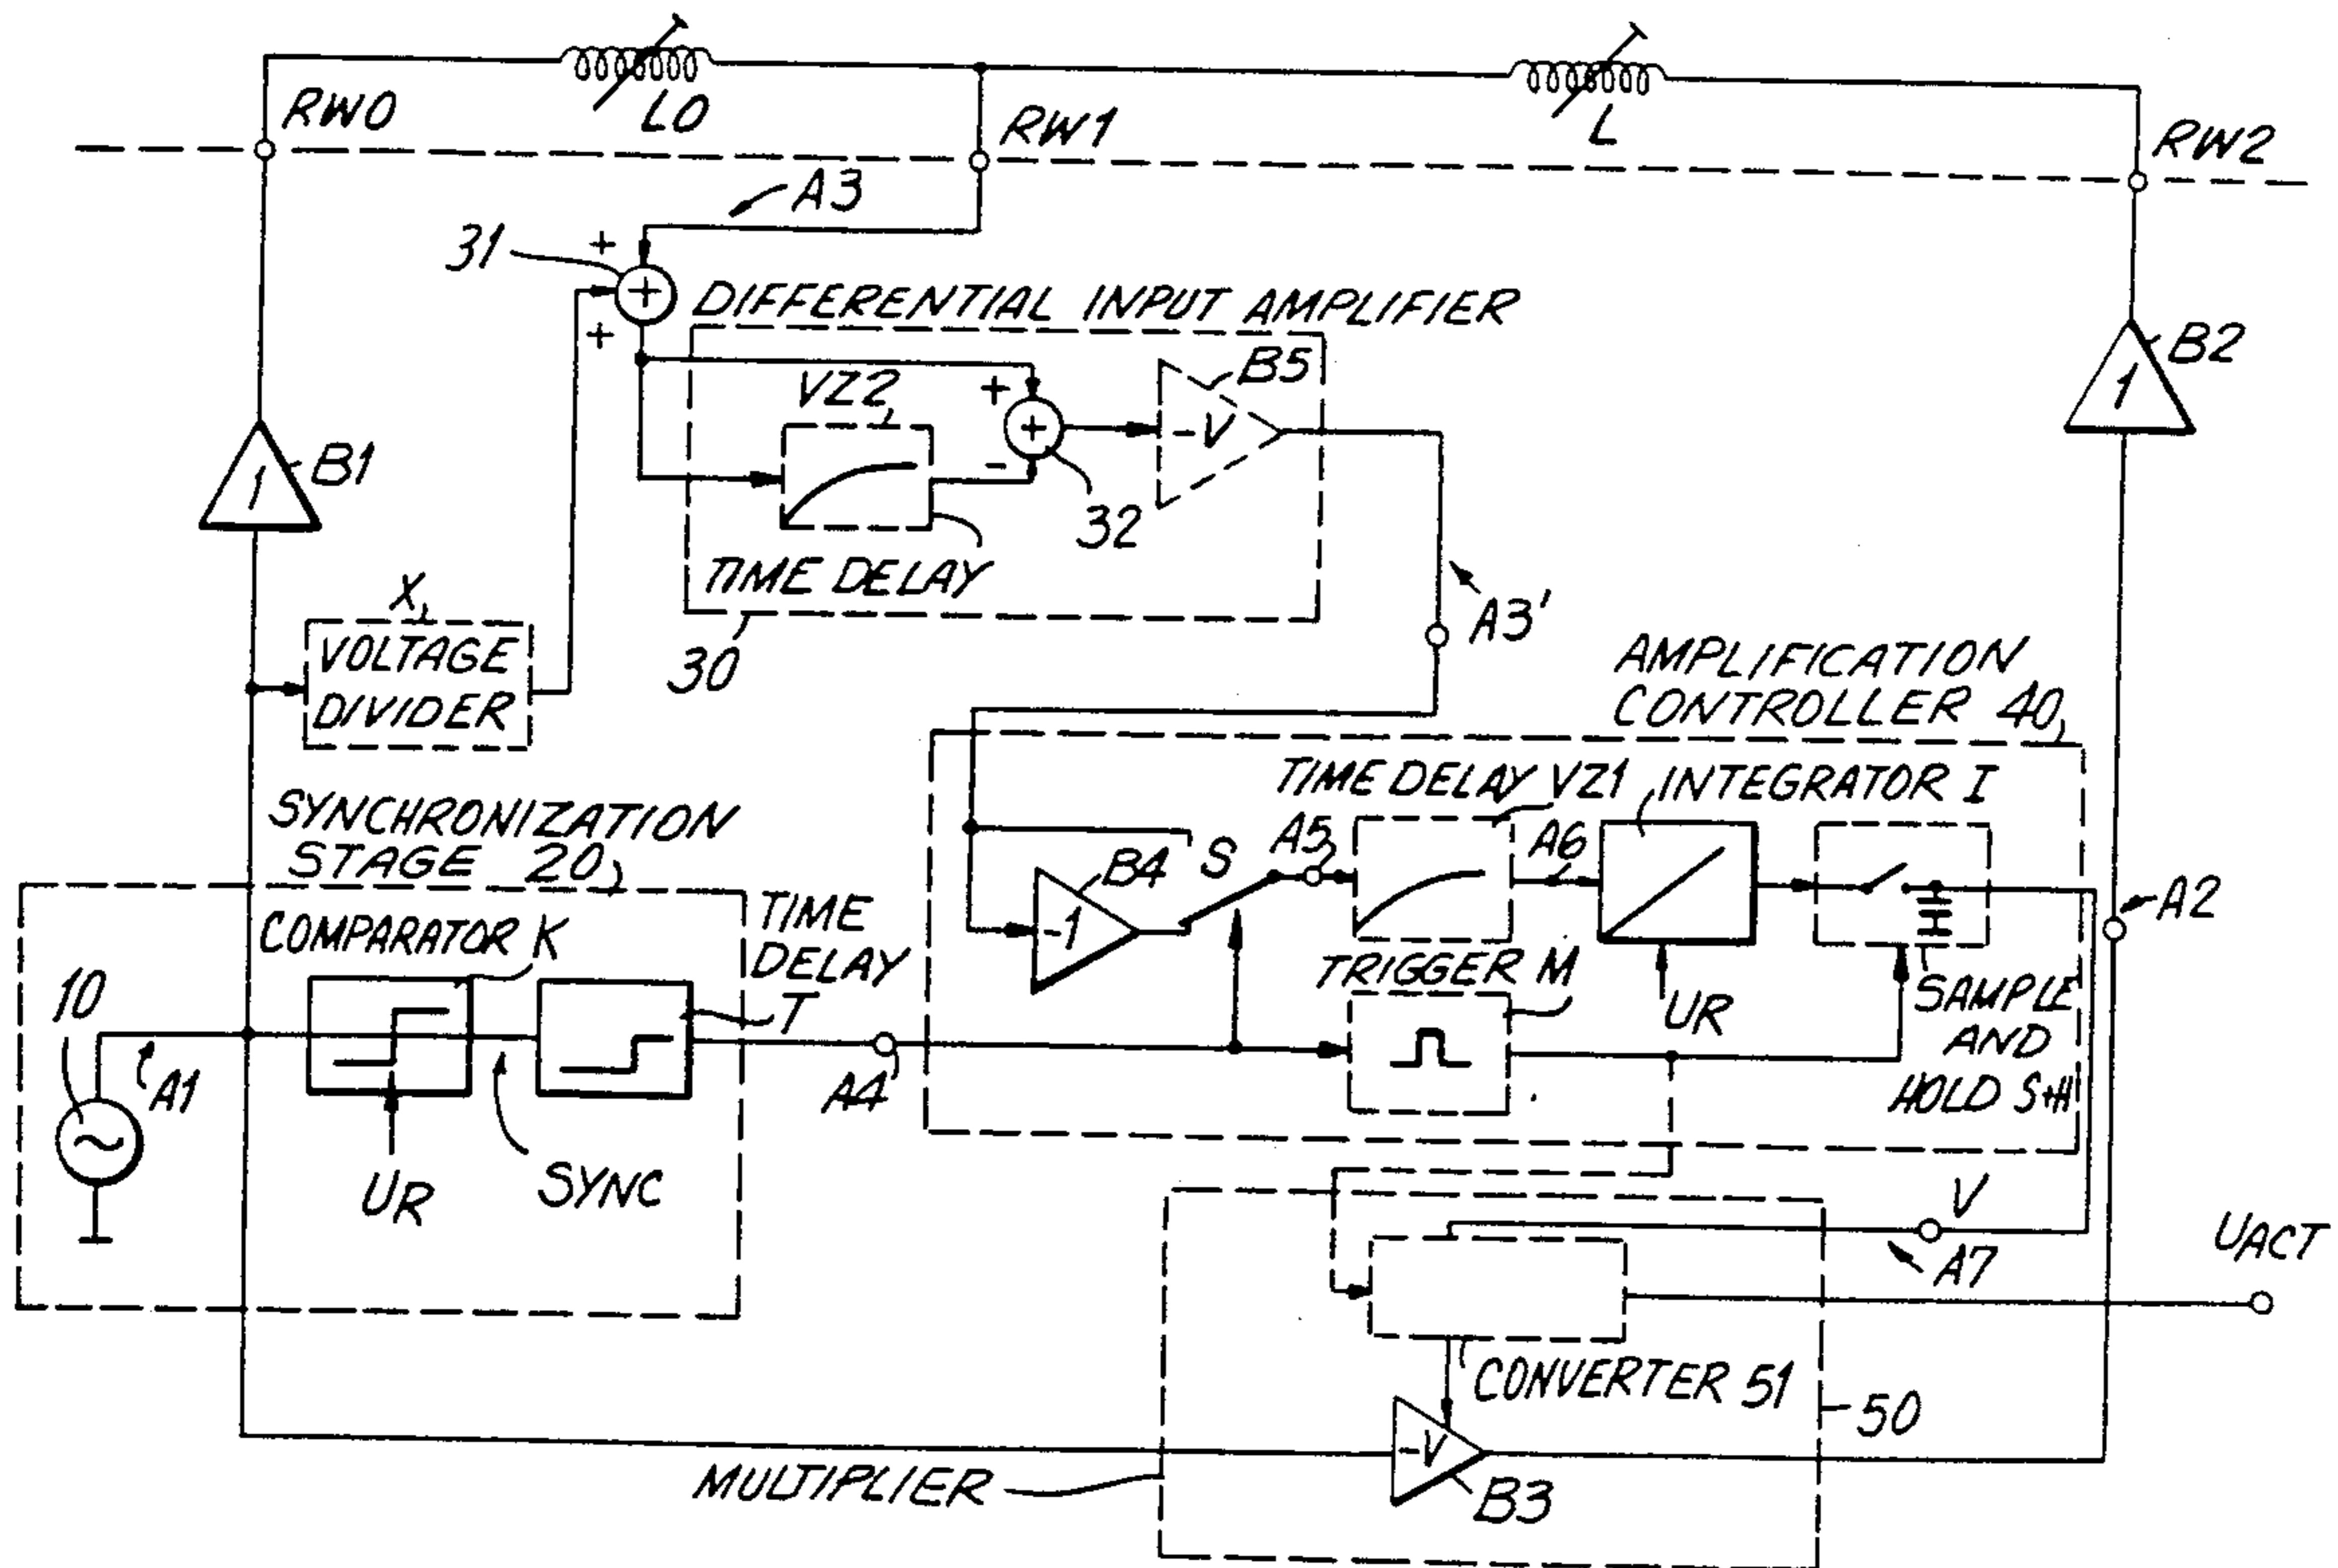 RW0
L0
RW1
L
RW2
A3
31
+
+
+
DIFFERENTIAL INPUT AMPLIFIER
B5
VZ2
+
+
-V
-
32
B2
1
B1
1
TIME DELAY
A3'
X
VOLTAGE
DIVIDER
30
AMPLIFICATION
CONTROLLER 40
SYNCHRONIZATION
STAGE 20
TIME DELAY VZ1
INTEGRATOR I
A5
A6
S
B4
-1
A2
COMPARATOR K
TIME
DELAY
T
TRIGGER M
UR
SAMPLE
AND
HOLD S+H
10
A1
A4
UR
SYNC
V
A7
UACT
CONVERTER 51
50
-V
B3
MULTIPLIER